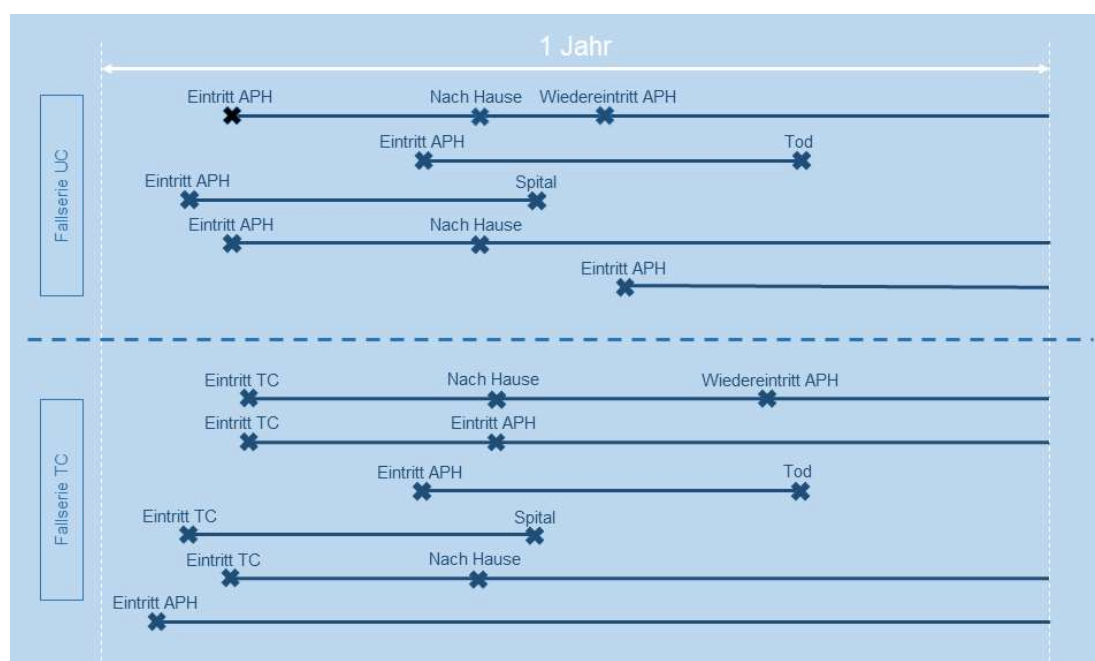 1 Jahr
Eintritt APH Nach Hause Wiedereintritt APH
Eintritt APH Tod
Eintritt APH Spital
Eintritt APH Nach Hause
Eintritt APH
Fallserie UC
Eintritt TC Nach Hause Wiedereintritt APH
Eintritt TC Eintritt APH
Eintritt APH Tod
Eintritt TC Spital
Eintritt TC Nach Hause
Eintritt APH
Fallserie TC